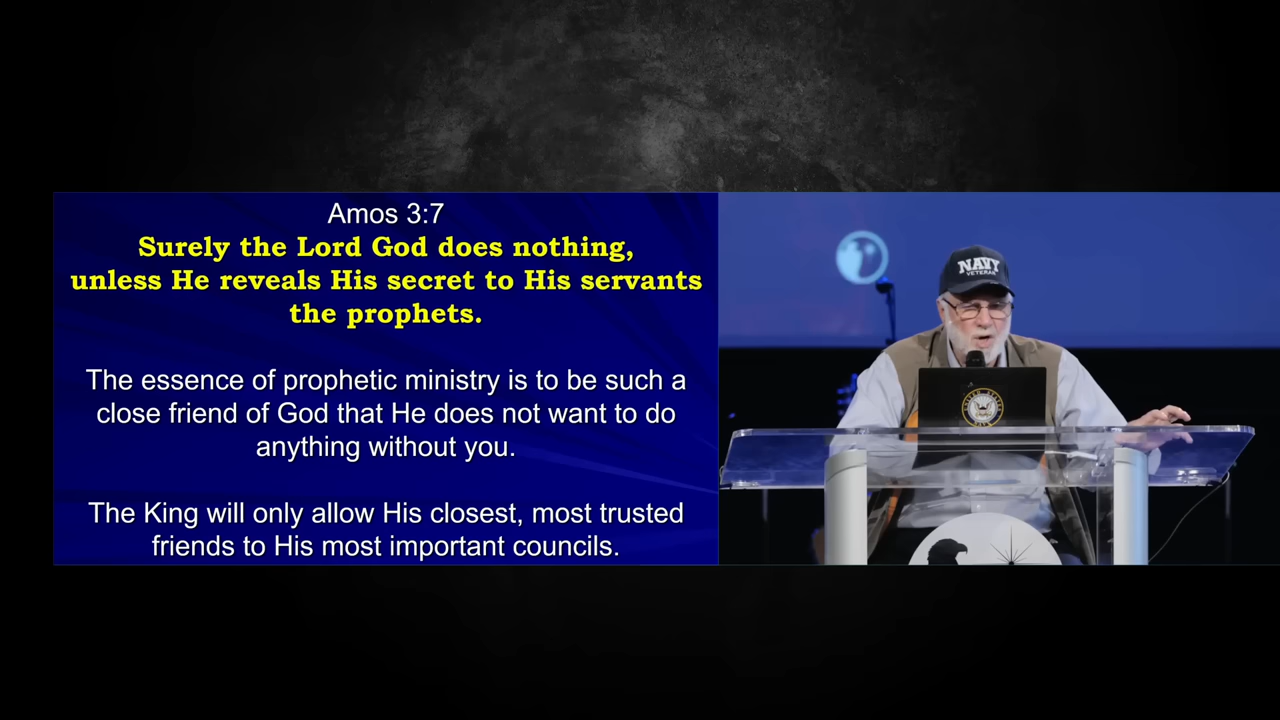 Amos 3:7
Surely the Lord God does nothing,
unless He reveals His secret to His servants
the prophets.
The essence of prophetic ministry is to be such a
close friend of God that He does not want to do
anything without you.
The King will only allow His closest, most trusted
friends to His most important councils.
NAVY
VETERAN